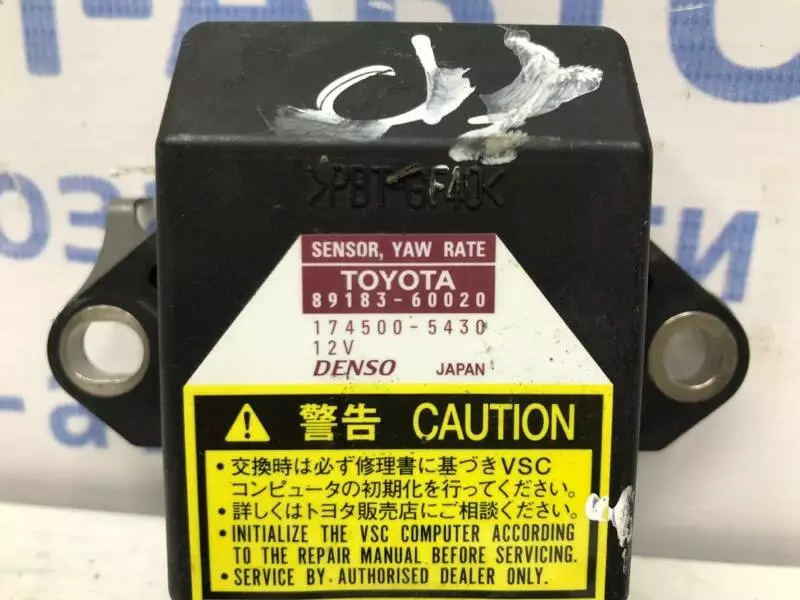 >PBT-GF40<
SENSOR, YAW RATE
TOYOTA
89183-60020
174500-5430
12V
DENSO JAPAN
警告 CAUTION
・交換時は必ず修理書に基づきVSC
コンピュータの初期化を行ってください。
・詳しくはトヨタ販売店にご相談ください。
・INITIALIZE THE VSC COMPUTER ACCORDING
TO THE REPAIR MANUAL BEFORE SERVICING.
・SERVICE BY AUTHORISED DEALER ONLY.